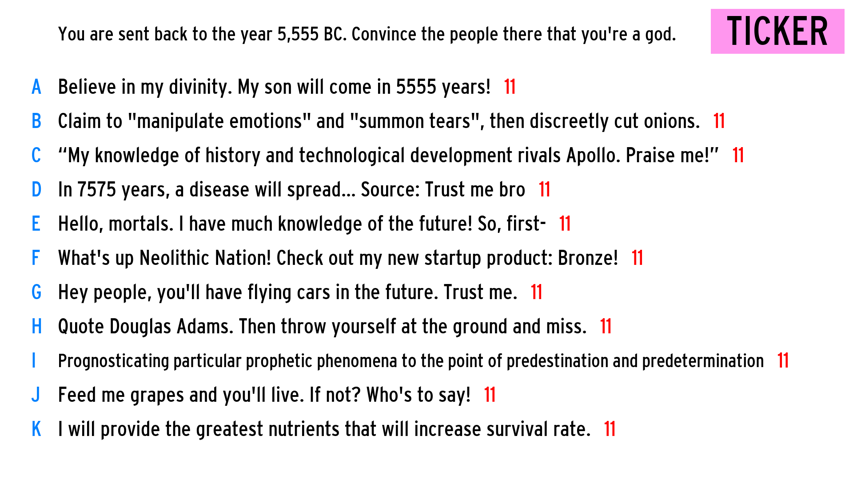 You are sent back to the year 5,555 BC. Convince the people there that you're a god.
TICKER
A Believe in my divinity. My son will come in 5555 years! 11
B Claim to "manipulate emotions" and "summon tears", then discreetly cut onions. 11
C “My knowledge of history and technological development rivals Apollo. Praise me!” 11
D In 7575 years, a disease will spread... Source: Trust me bro 11
E Hello, mortals. I have much knowledge of the future! So, first- 11
F What's up Neolithic Nation! Check out my new startup product: Bronze! 11
G Hey people, you'll have flying cars in the future. Trust me. 11
H Quote Douglas Adams. Then throw yourself at the ground and miss. 11
I Prognosticating particular prophetic phenomena to the point of predestination and predetermination 11
J Feed me grapes and you'll live. If not? Who's to say! 11
K I will provide the greatest nutrients that will increase survival rate. 11